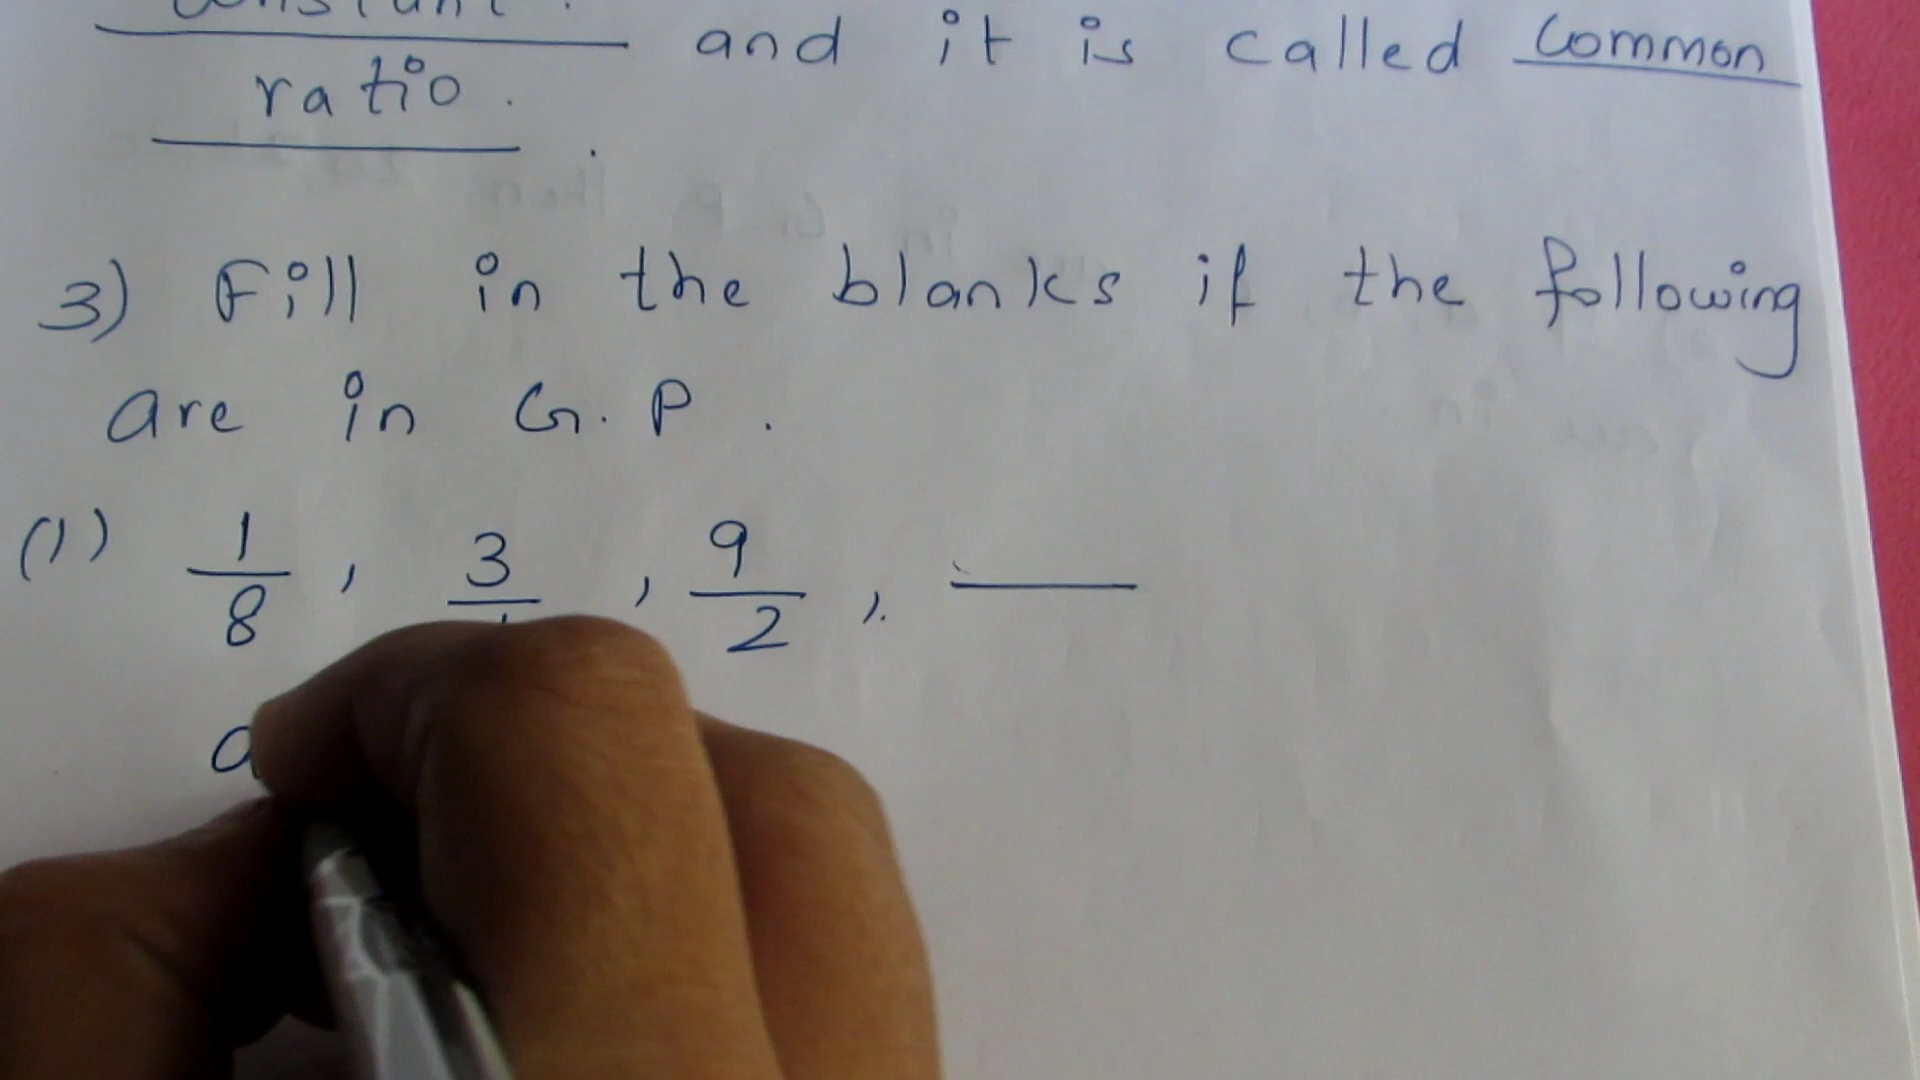 and it is called common
ratio.
3) Fill in the blanks if the following
are in G.P.
(1) 1/8, 3/, 9/2, ___
a